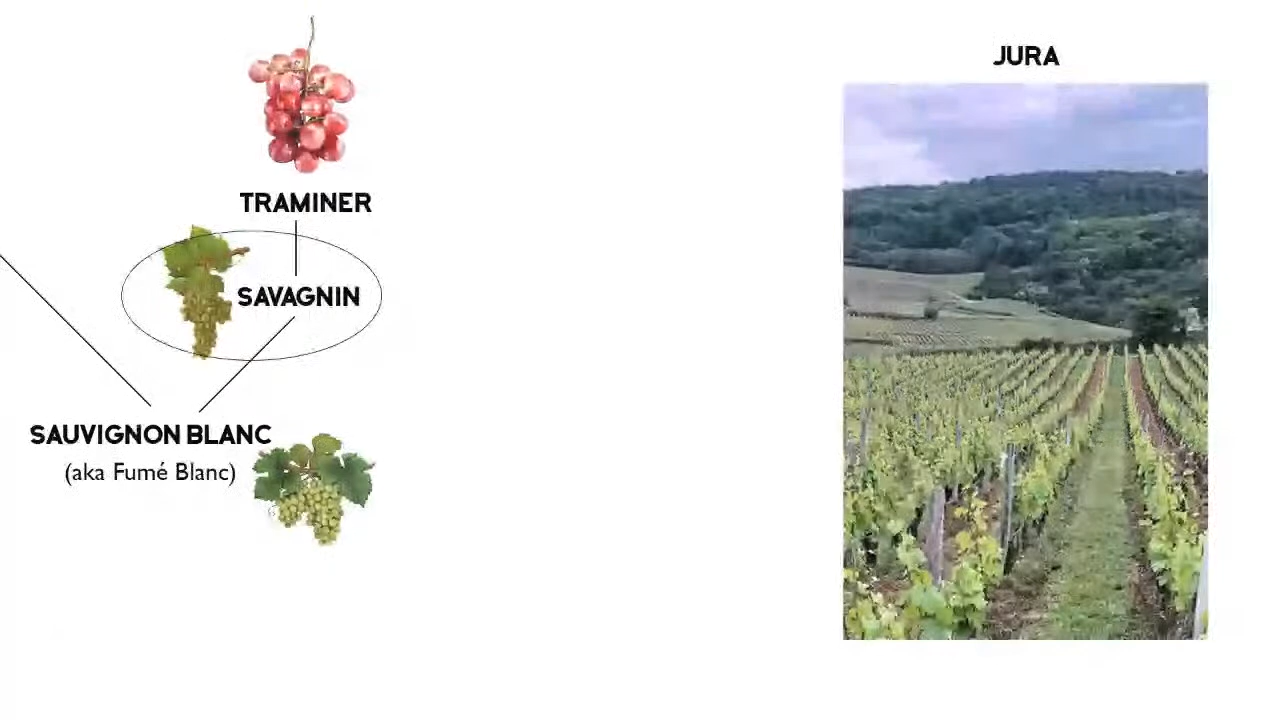 JURA
TRAMINER
SAVAGNIN
SAUVIGNON BLANC
(aka Fumé Blanc)